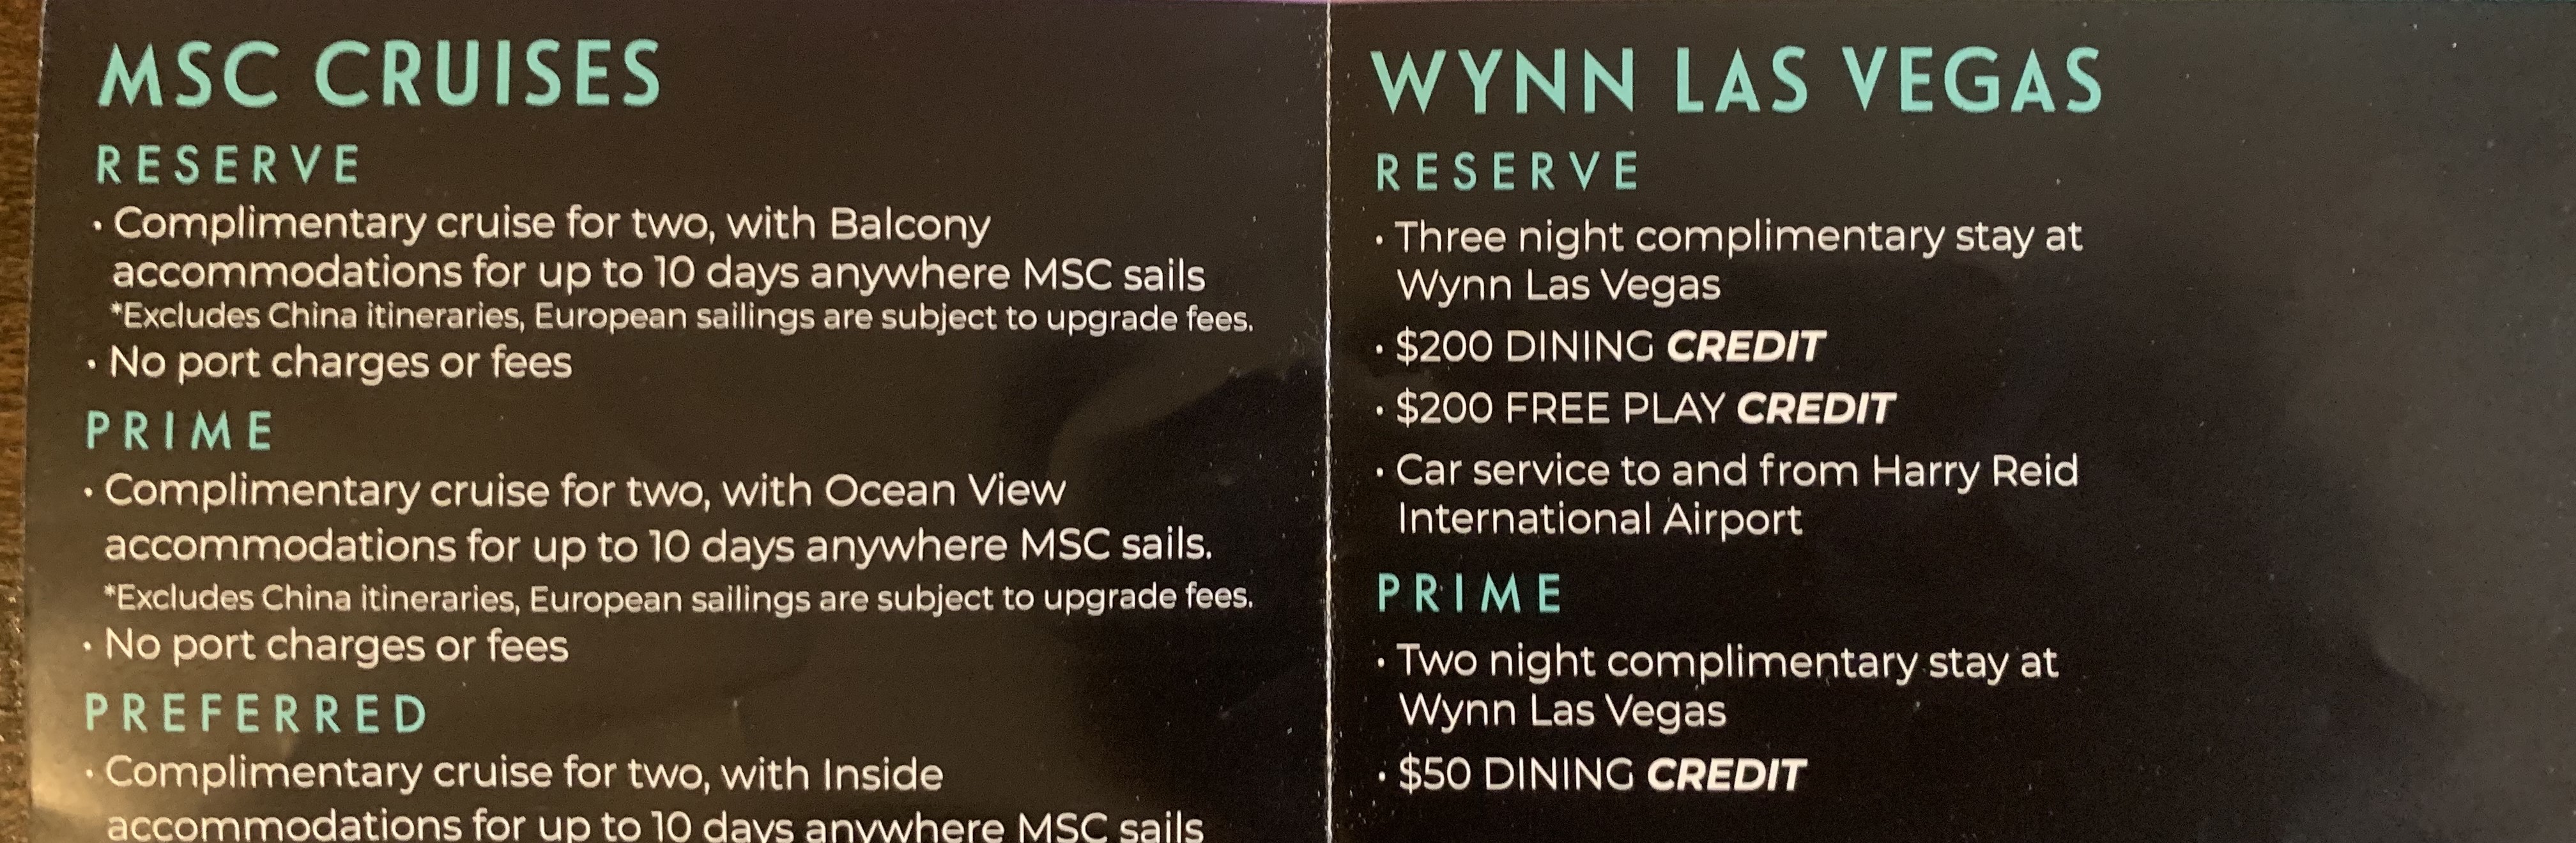 MSC CRUISES
RESERVE
• Complimentary cruise for two, with Balcony
accommodations for up to 10 days anywhere MSC sails
*Excludes China itineraries, European sailings are subject to upgrade fees.
• No port charges or fees
PRIME
• Complimentary cruise for two, with Ocean View
accommodations for up to 10 days anywhere MSC sails.
*Excludes China itineraries, European sailings are subject to upgrade fees.
• No port charges or fees
PREFERRED
• Complimentary cruise for two, with Inside
accommodations for up to 10 days anywhere MSC sails
WYNN LAS VEGAS
RESERVE
• Three night complimentary stay at
Wynn Las Vegas
• $200 DINING CREDIT
• $200 FREE PLAY CREDIT
• Car service to and from Harry Reid
International Airport
PRIME
• Two night complimentary stay at
Wynn Las Vegas
• $50 DINING CREDIT